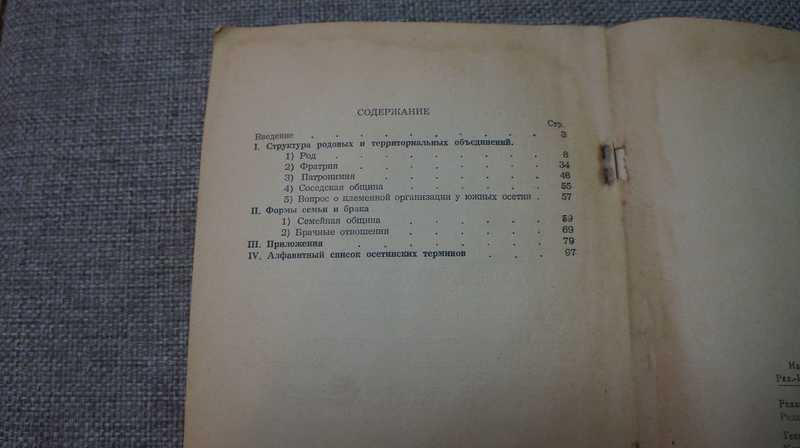 СОДЕРЖАНИЕ
Стр.
Введение . . . . . . . . . . . 3
I. Структура родовых и территориальных объединений.
1) Род . . . . . . . . . . 8
2) Фратрия . . . . . . . . . 34
3) Патронимия . . . . . . . . 46
4) Соседская община . . . . . . . 55
5) Вопрос о племенной организации у южных осетин . 57
II. Формы семьи и брака
1) Семейная община . . . . . . 59
2) Брачные отношения . . . . . . 69
III. Приложения . . . . . . . . 79
IV. Алфавитный список осетинских терминов . . . 97